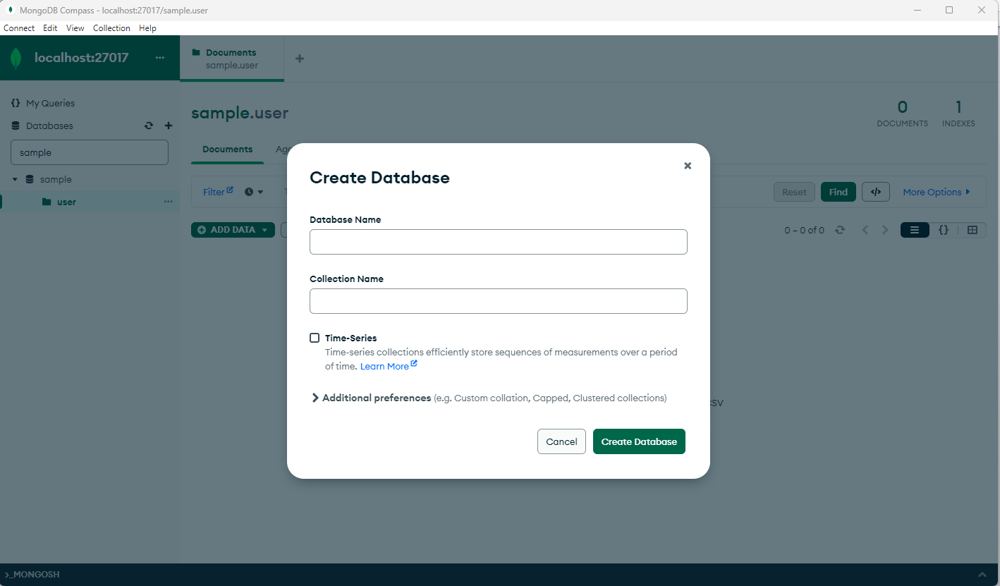 MongoDB Compass - localhost:27017/sample.user
Connect Edit View Collection Help
localhost:27017
Documents
sample.user
My Queries
Databases
sample
sample
user
sample.user
0
DOCUMENTS
1
INDEXES
Documents
Filter
Reset
Find
More Options
ADD DATA
0 – 0 of 0
Create Database
Database Name
Collection Name
Time-Series
Time-series collections efficiently store sequences of measurements over a period
of time. Learn More
Additional preferences (e.g. Custom collation, Capped, Clustered collections)
Cancel
Create Database
>_MONGOSH